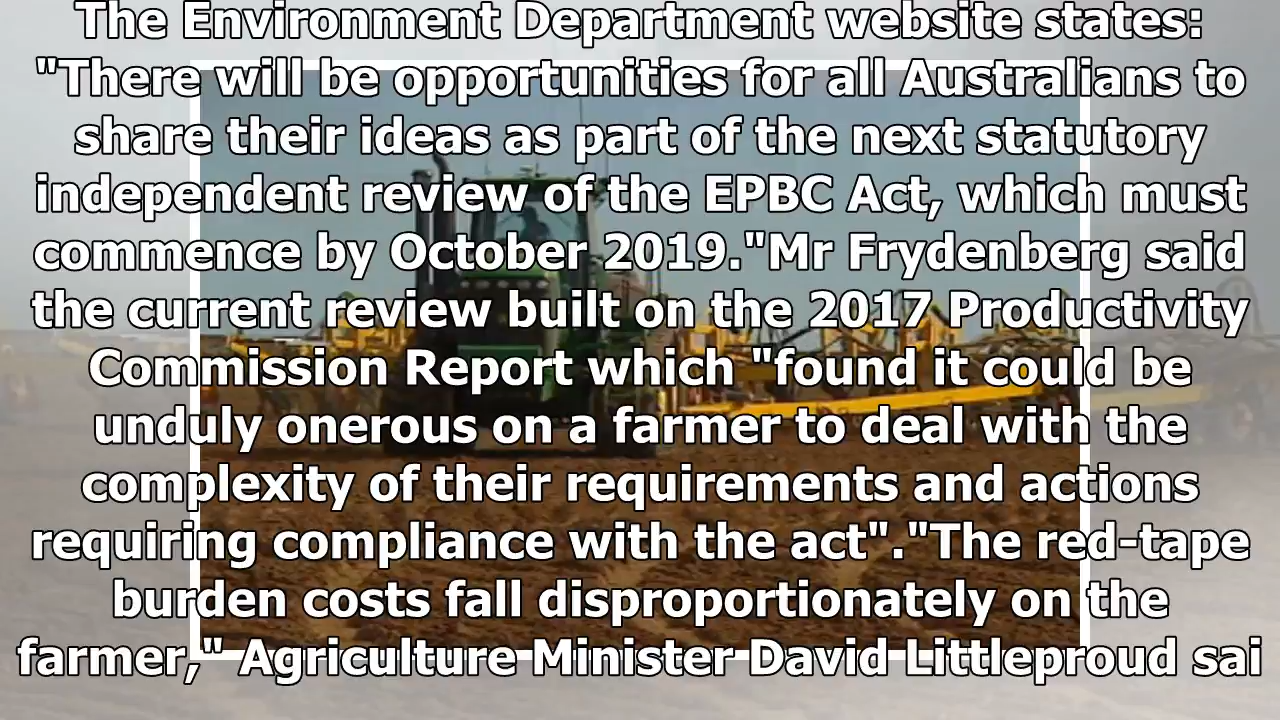 The Environment Department website states:
"There will be opportunities for all Australians to
share their ideas as part of the next statutory
independent review of the EPBC Act, which must
commence by October 2019."Mr Frydenberg said
the current review built on the 2017 Productivity
Commission Report which "found it could be
unduly onerous on a farmer to deal with the
complexity of their requirements and actions
requiring compliance with the act"."The red-tape
burden costs fall disproportionately on the
farmer," Agriculture Minister David Littleproud sai